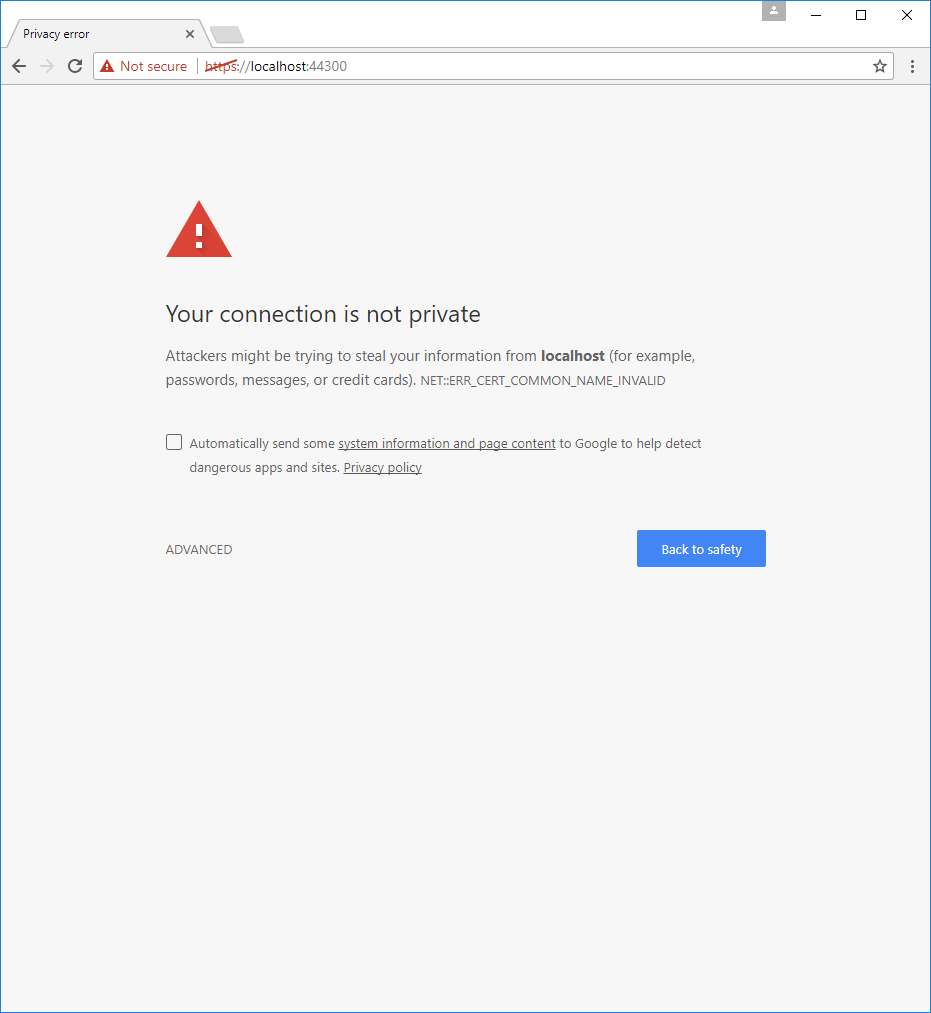 Privacy error
Not secure
https://localhost:44300
Your connection is not private
Attackers might be trying to steal your information from localhost (for example,
passwords, messages, or credit cards). NET::ERR_CERT_COMMON_NAME_INVALID
Automatically send some system information and page content to Google to help detect
dangerous apps and sites. Privacy policy
ADVANCED
Back to safety